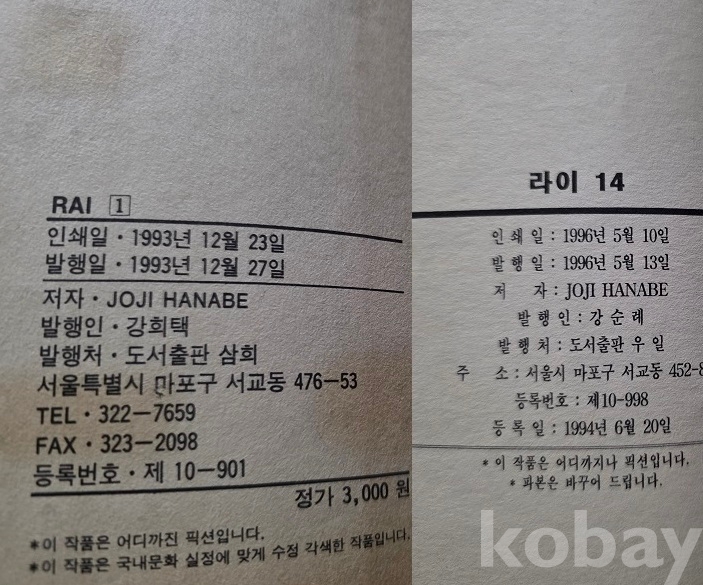 RAI 1
인쇄일 · 1993년 12월 23일
발행일 · 1993년 12월 27일
저자 · JOJI HANABE
발행인 · 강희택
발행처 · 도서출판 삼희
서울특별시 마포구 서교동 476-53
TEL · 322-7659
FAX · 323-2098
등록번호 · 제 10-901
정가 3,000 원
*이 작품은 어디까진 픽션입니다.
*이 작품은 국내문화 실정에 맞게 수정 각색한 작품입니다.
라이 14
인쇄일 : 1996년 5월 10일
발행일 : 1996년 5월 13일
저 자 : JOJI HANABE
발행인 : 강순례
발행처 : 도서출판 우일
주 소 : 서울시 마포구 서교동 452-8
등록번호 : 제10-998
등록일 : 1994년 6월 20일
* 이 작품은 어디까지나 픽션입니다.
* 파본은 바꾸어 드립니다.
kobay